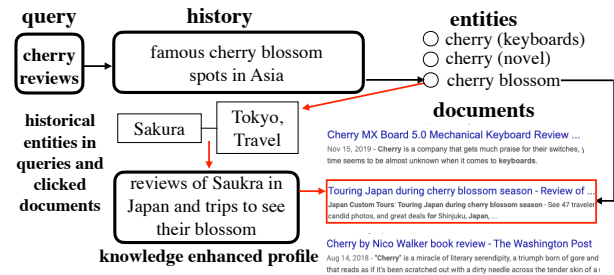 query
history
entities
cherry
reviews
famous cherry blossom
spots in Asia
cherry (keyboards)
cherry (novel)
cherry blossom
historical
entities in
queries and
clicked
documents
Sakura
Tokyo,
Travel
documents
Cherry MX Board 5.0 Mechanical Keyboard Review ...
Nov 15, 2019 - Cherry is a company that gets much praise for their switches,
time seems to be almost unknown when it comes to keyboards.
reviews of Saukra in
Japan and trips to see
their blossom
knowledge enhanced profile
Touring Japan during cherry blossom season - Review of ...
Japan Custom Tours: Touring Japan during cherry blossom season - See 47 traveler
candid photos, and great deals for Shinjuku, Japan, ...
Cherry by Nico Walker book review - The Washington Post
Aug 14, 2018 - "Cherry" is a miracle of literary serendipity, a triumph born of gore and
that reads as if it's been scratched out with a dirty needle across the tender skin of a